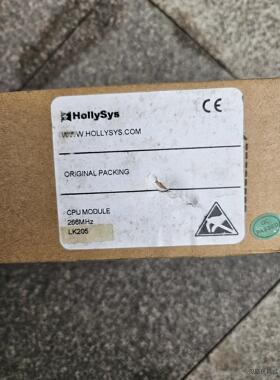 HollySys
CE
WWW.HOLLYSYS.COM
ORIGINAL PACKING
CPU MODULE
266MHz
LK205